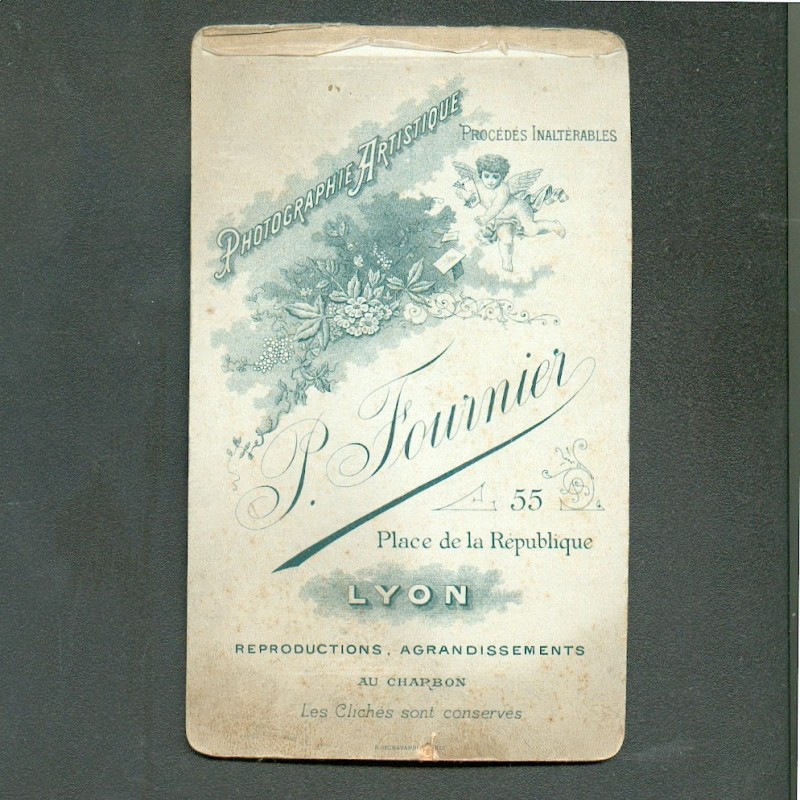 PHOTOGRAPHIE ARTISTIQUE
PROCÉDÉS INALTÉRABLES
P. Fournier
55
Place de la République
LYON
REPRODUCTIONS, AGRANDISSEMENTS
AU CHARBON
Les Clichés sont conservés